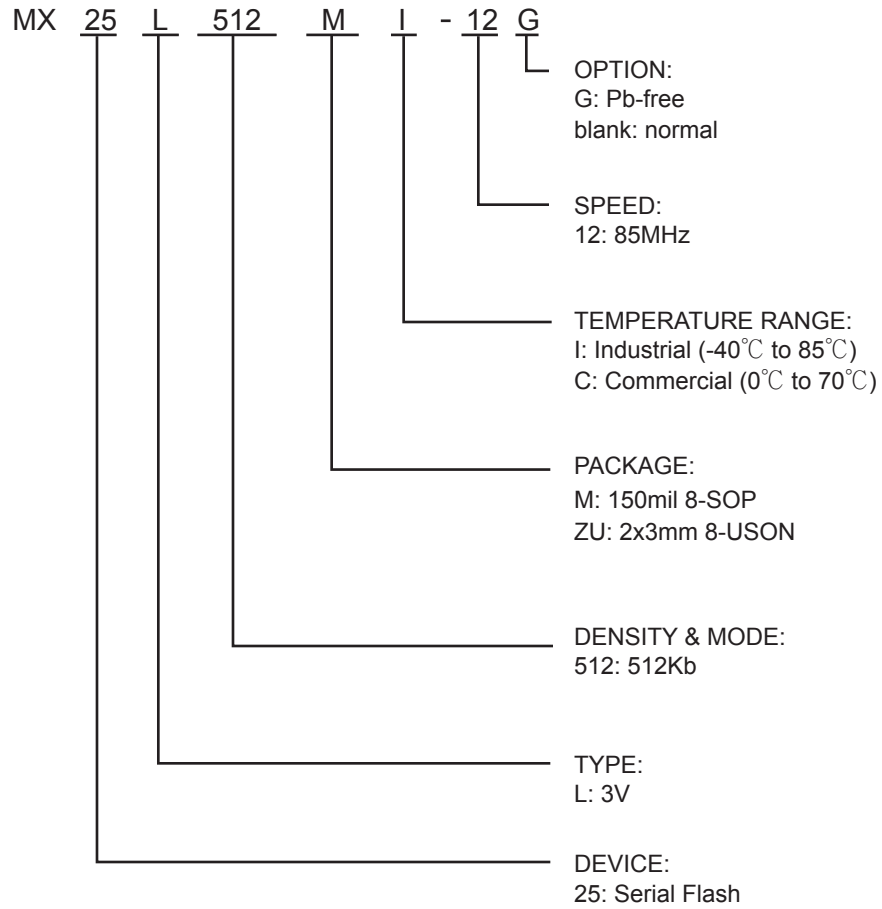 MX 25 L 512 M I - 12 G
OPTION:
G: Pb-free
blank: normal
SPEED:
12: 85MHz
TEMPERATURE RANGE:
I: Industrial (-40℃ to 85℃)
C: Commercial (0℃ to 70℃)
PACKAGE:
M: 150mil 8-SOP
ZU: 2x3mm 8-USON
DENSITY & MODE:
512: 512Kb
TYPE:
L: 3V
DEVICE:
25: Serial Flash